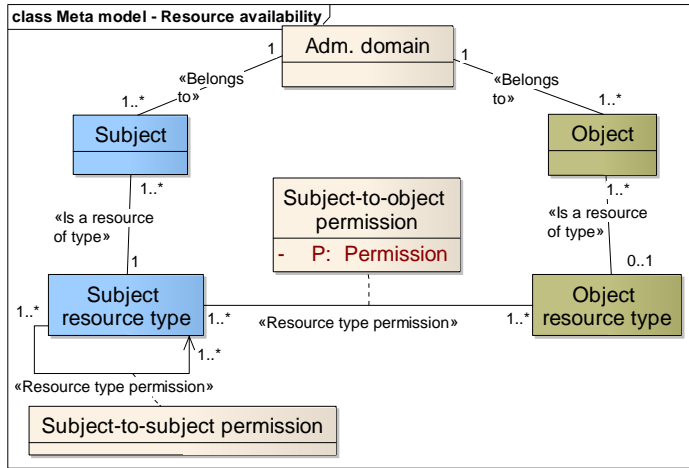 class Meta model - Resource availability
Adm. domain
1
1
«Belongs
to»
«Belongs
to»
1..*
1..*
Subject
Object
1..*
1..*
Subject-to-object
permission
- P: Permission
«Is a resource
of type»
«Is a resource
of type»
1
0..1
Subject
resource type
Object
resource type
1..*
1..*
«Resource type permission»
1..*
1..*
«Resource type permission»
Subject-to-subject permission